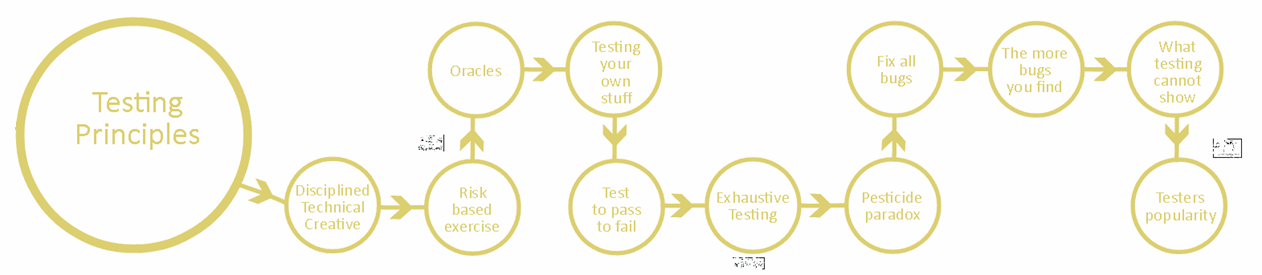 Testing
Principles
Disciplined
Technical
Creative
Risk
based
exercise
Oracles
Testing
your
own
stuff
Test
to pass
to fail
Exhaustive
Testing
Pesticide
paradox
Fix all
bugs
The more
bugs
you find
What
testing
cannot
show
Testers
popularity